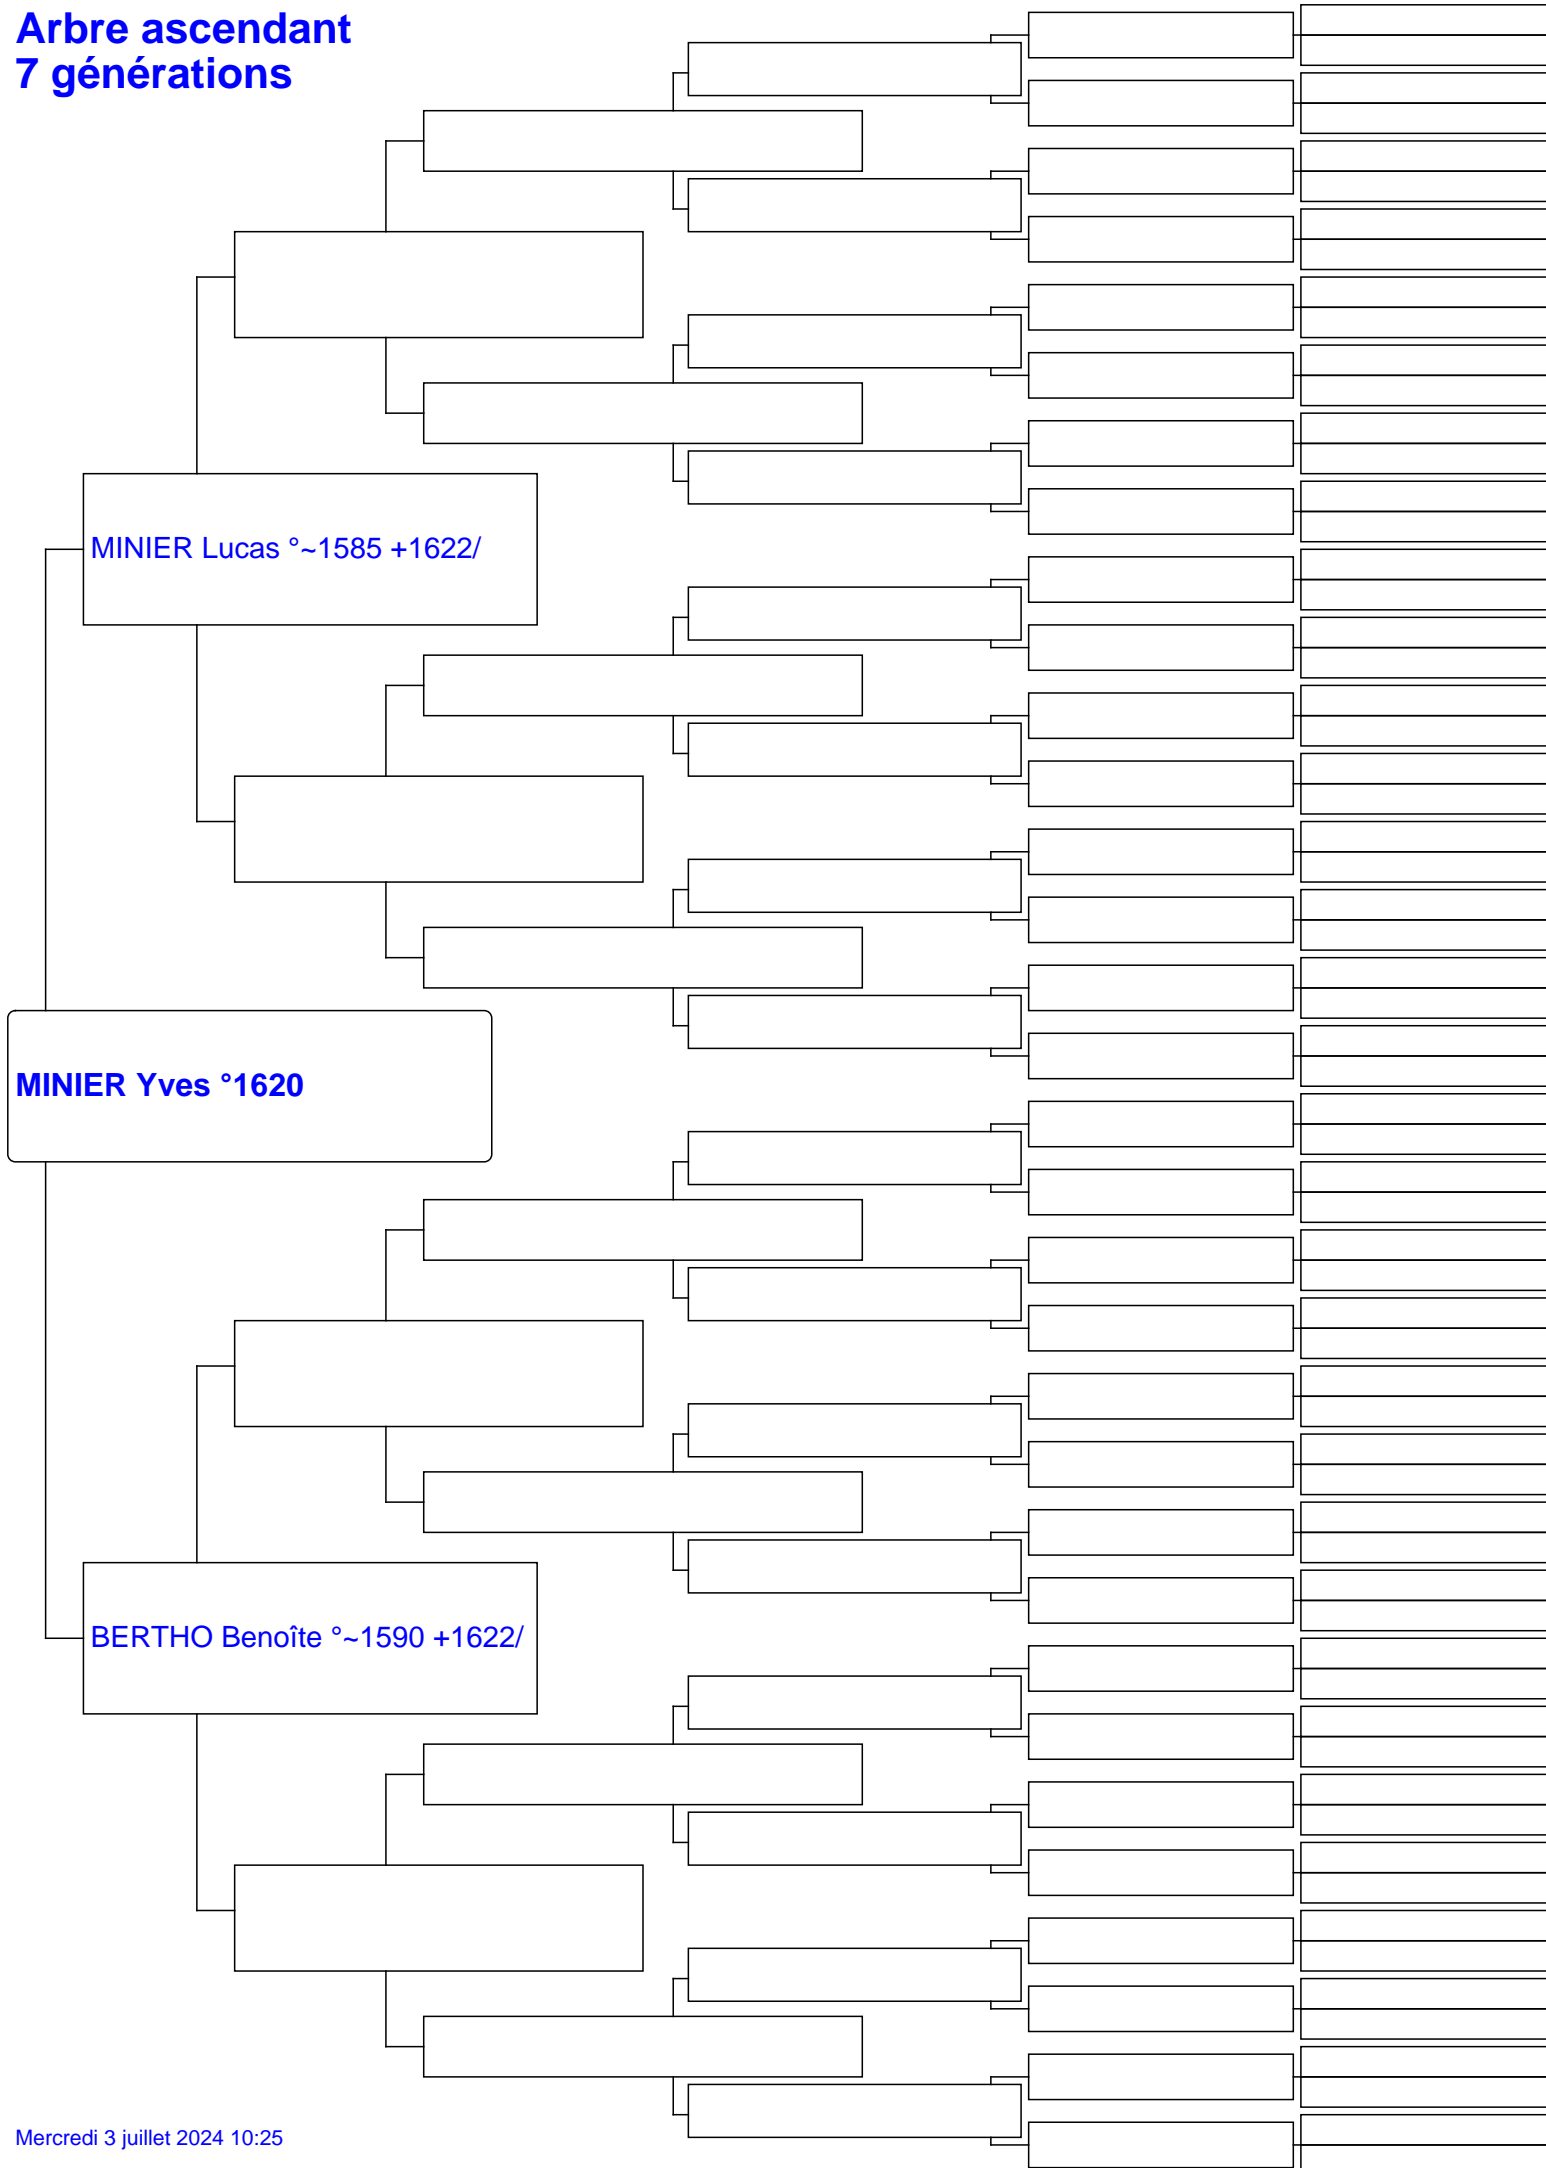 Arbre ascendant
7 générations
MINIER Lucas °~1585 +1622/
MINIER Yves °1620
BERTHO Benoîte °~1590 +1622/
Mercredi 3 juillet 2024 10:25